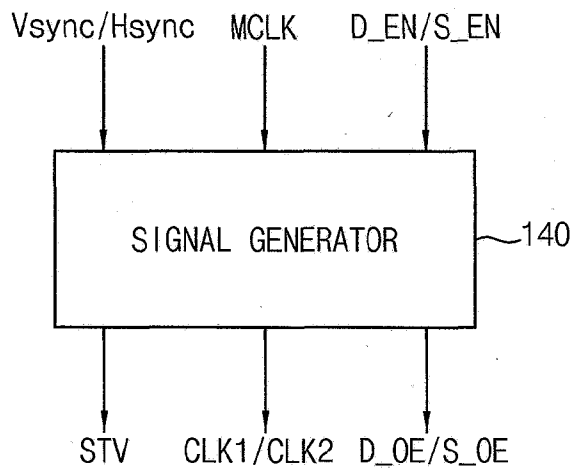 Vsync/Hsync MCLK D_EN/S_EN
SIGNAL GENERATOR 140
STV CLK1/CLK2 D_OE/S_OE